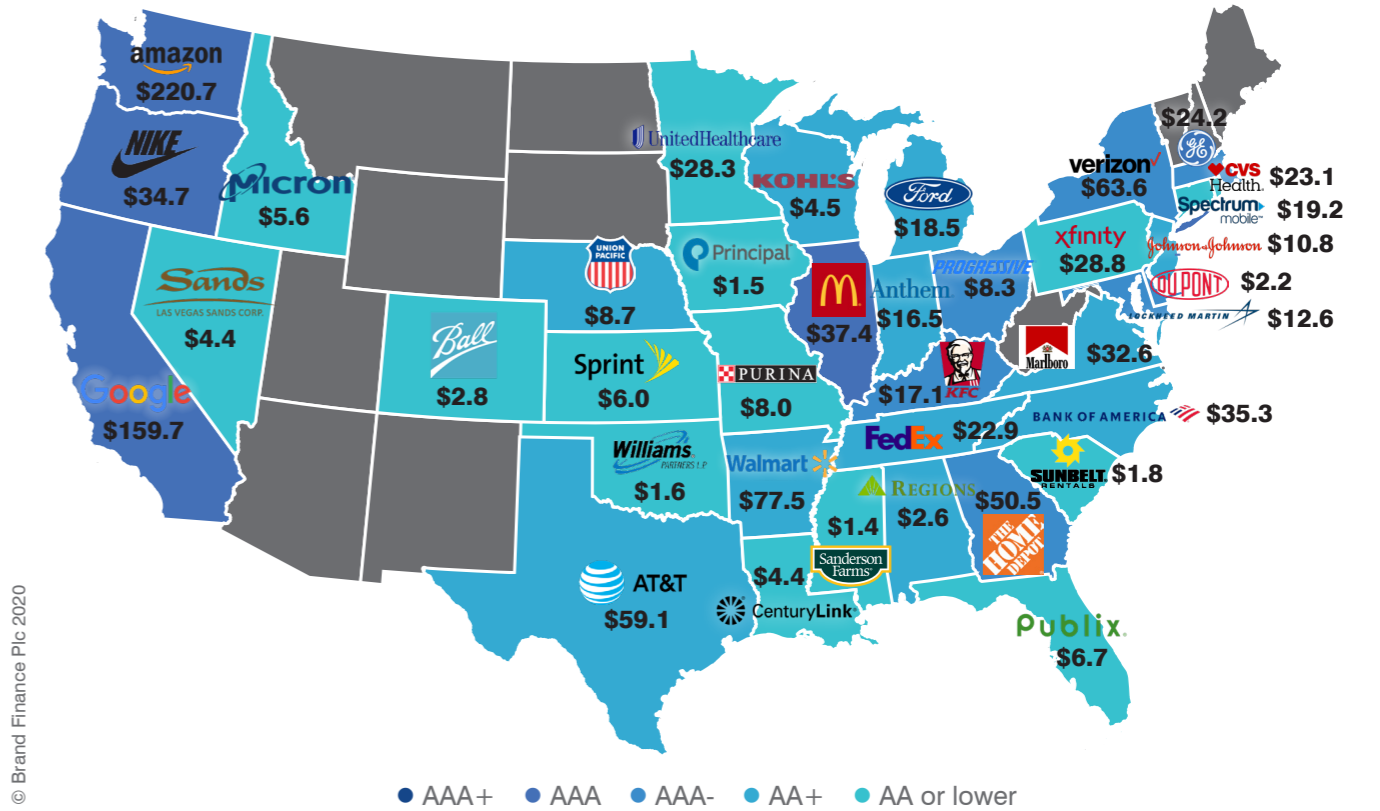 amazon
$220.7
NIKE
$34.7
Micron
$5.6
UnitedHealthcare
$28.3
KOHL'S
$4.5
Ford
$18.5
verizon
$63.6
$24.2
GE
CVS
Health.
$23.1
Spectrum
mobile™
$19.2
Johnson & Johnson
$10.8
DUPONT
$2.2
LOCKHEED MARTIN
$12.6
xfinity
$28.8
PROGRESSIVE
$8.3
Anthem.
$16.5
M
$37.4
Principal
$1.5
UNION
PACIFIC
$8.7
Sands
LAS VEGAS SANDS CORP.
$4.4
Google
$159.7
Ball
$2.8
Sprint
$6.0
PURINA
$8.0
KFC
$17.1
Marlboro
$32.6
BANK OF AMERICA
$35.3
FedEx
$22.9
Walmart
$77.5
Williams
PARTNERS L.P.
$1.6
SUNBELT
RENTALS
$1.8
REGIONS
$2.6
$1.4
Sanderson
Farms
$50.5
THE
HOME
DEPOT
AT&T
$59.1
$4.4
CenturyLink
Publix.
$6.7
© Brand Finance Plc 2020
AAA+ AAA AAA- AA+ AA or lower